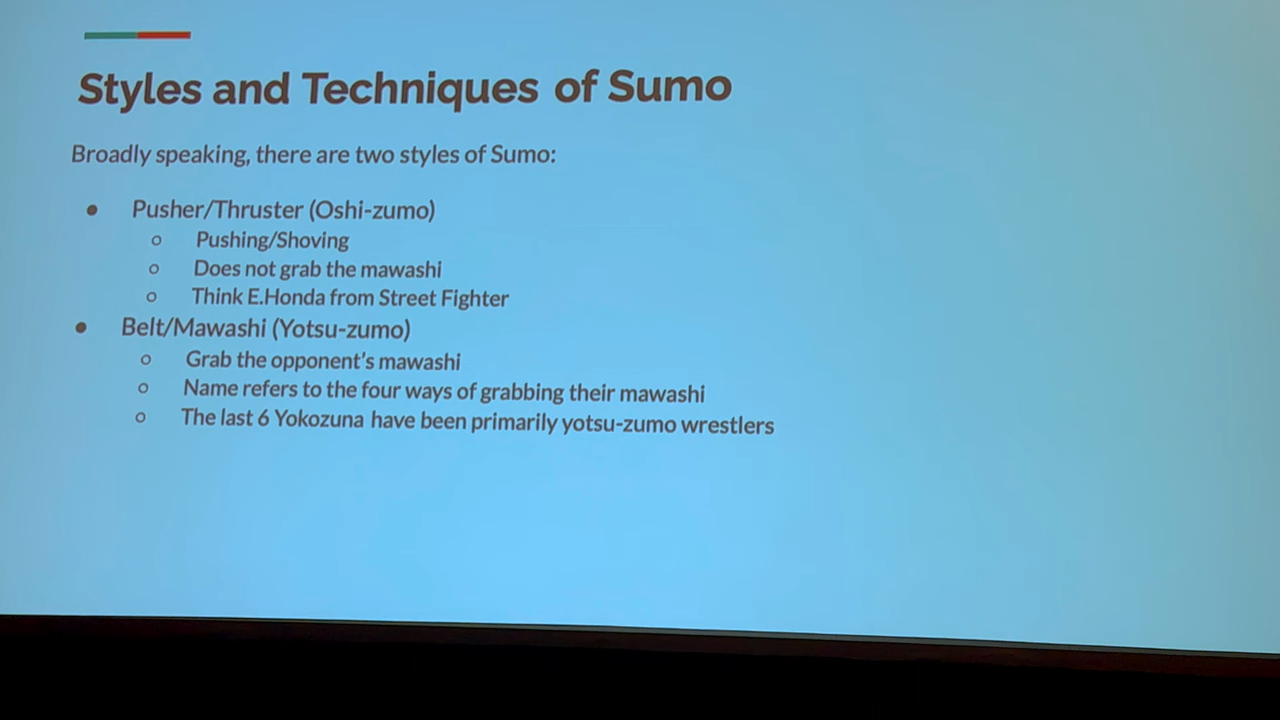 Styles and Techniques of Sumo
Broadly speaking, there are two styles of Sumo:
● Pusher/Thruster (Oshi-zumo)
○ Pushing/Shoving
○ Does not grab the mawashi
○ Think E.Honda from Street Fighter
● Belt/Mawashi (Yotsu-zumo)
○ Grab the opponent's mawashi
○ Name refers to the four ways of grabbing their mawashi
○ The last 6 Yokozuna have been primarily yotsu-zumo wrestlers